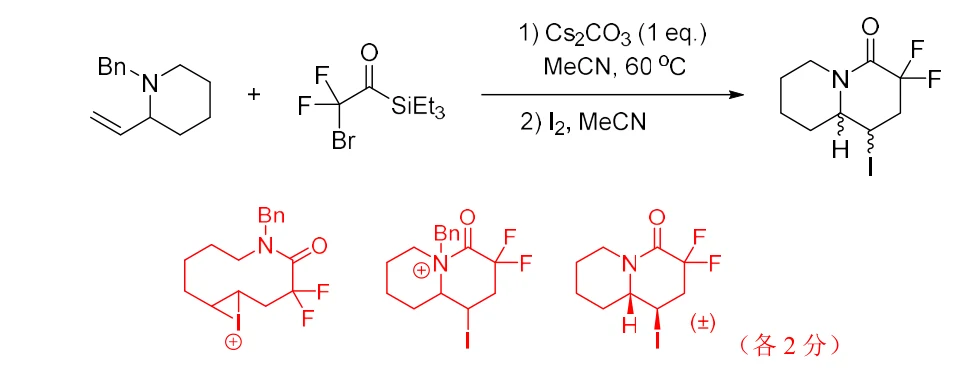 Bn
N
+
F
F
Br
O
SiEt₃
1) Cs₂CO₃ (1 eq.)
MeCN, 60 ºC
2) I₂, MeCN
O
N
F
F
H
I
Bn
N
O
F
F
I
⊕
Bn
O
N
⊕
F
F
I
O
N
F
F
H
I
(±)
（各2分）